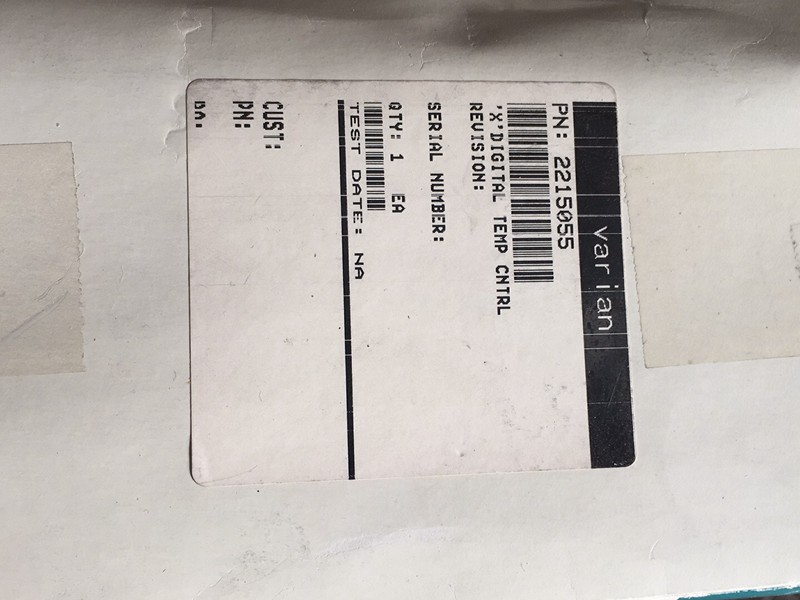 varian
PN: 2215055
'X'DIGITAL TEMP CNTRL
REVISION:
SERIAL NUMBER:
QTY: 1 EA
TEST DATE: NA
CUST:
PN: